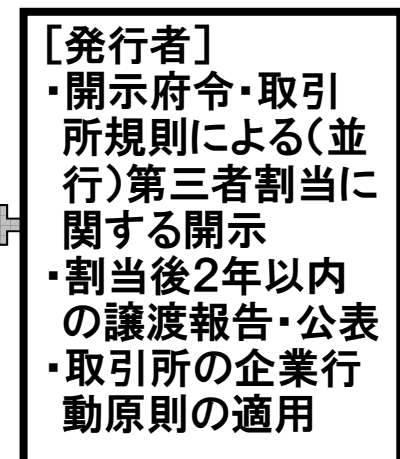 ［発行者］
・開示府令・取引
所規則による（並
行）第三者割当に
関する開示
・割当後２年以内
の譲渡報告・公表
・取引所の企業行
動原則の適用